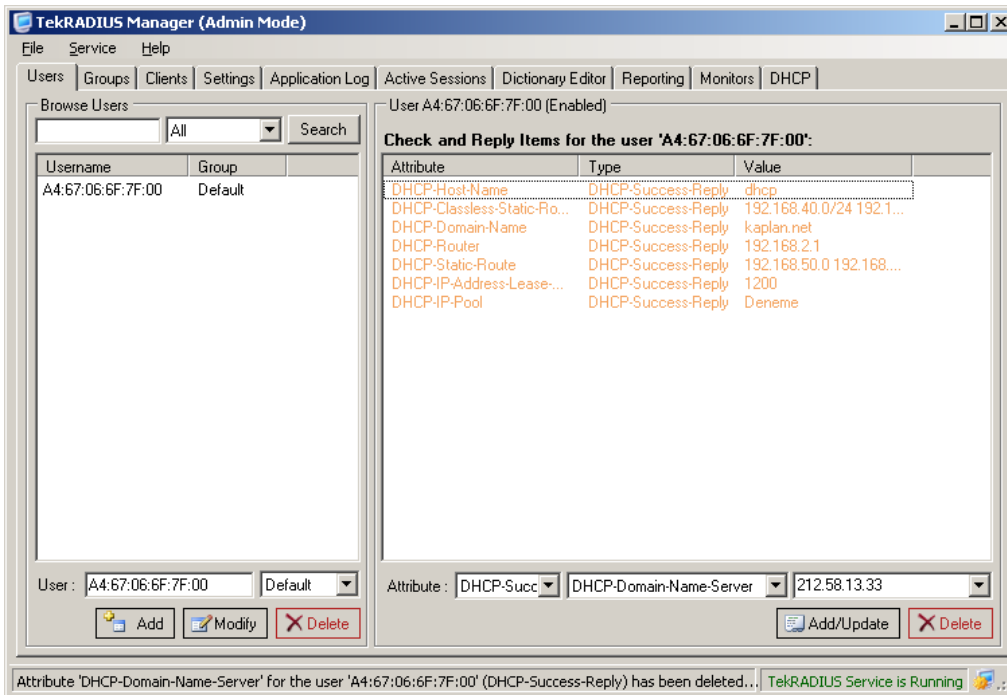 TekRADIUS Manager (Admin Mode)
File Service Help
Users Groups Clients Settings Application Log Active Sessions Dictionary Editor Reporting Monitors DHCP
Browse Users
All Search
Username Group
A4:67:06:6F:7F:00 Default
User : A4:67:06:6F:7F:00 Default
Add Modify Delete
User A4:67:06:6F:7F:00 (Enabled)
Check and Reply Items for the user 'A4:67:06:6F:7F:00':
Attribute Type Value
DHCP-Host-Name DHCP-Success-Reply dhcp
DHCP-Classless-Static-Ro... DHCP-Success-Reply 192.168.40.0/24 192.1...
DHCP-Domain-Name DHCP-Success-Reply kaplan.net
DHCP-Router DHCP-Success-Reply 192.168.2.1
DHCP-Static-Route DHCP-Success-Reply 192.168.50.0 192.168....
DHCP-IP-Address-Lease-... DHCP-Success-Reply 1200
DHCP-IP-Pool DHCP-Success-Reply Deneme
Attribute : DHCP-Succ DHCP-Domain-Name-Server 212.58.13.33
Add/Update Delete
Attribute 'DHCP-Domain-Name-Server' for the user 'A4:67:06:6F:7F:00' (DHCP-Success-Reply) has been deleted... TekRADIUS Service is Running